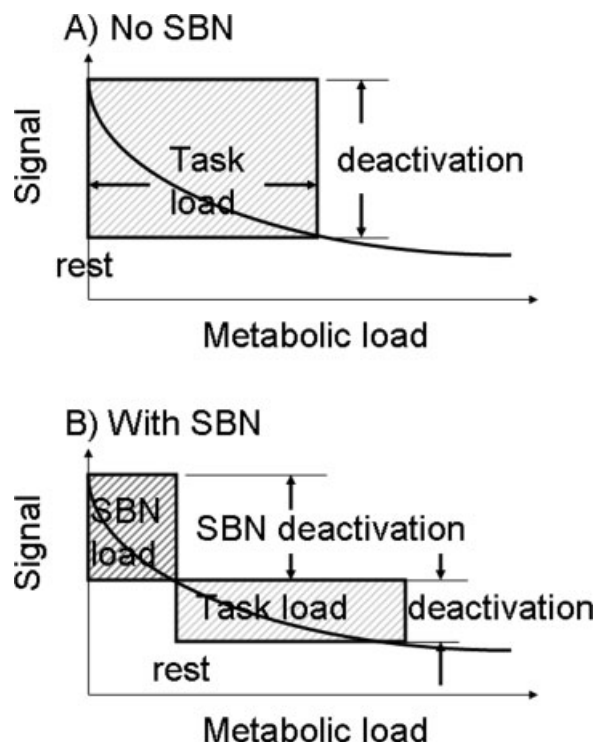 A) No SBN
Signal
Task
load
deactivation
rest
Metabolic load
B) With SBN
Signal
SBN
load
SBN deactivation
Task load
deactivation
rest
Metabolic load